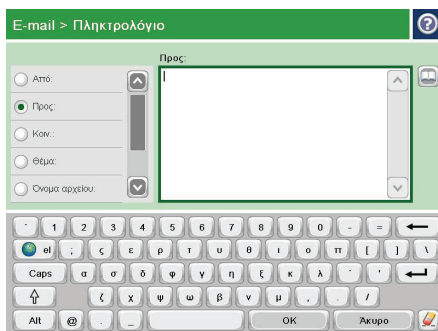 E-mail > Πληκτρολόγιο
?
Προς:
Από:
Προς:
Κοιν.:
Θέμα:
Όνομα αρχείου:
` 1 2 3 4 5 6 7 8 9 0 - =
el ; ς ε ρ τ υ θ ι ο π [ ] \
Caps α σ δ φ γ η ξ κ λ ΄ '
ζ χ ψ ω β ν μ , . /
Alt @ . _ OK Άκυρο